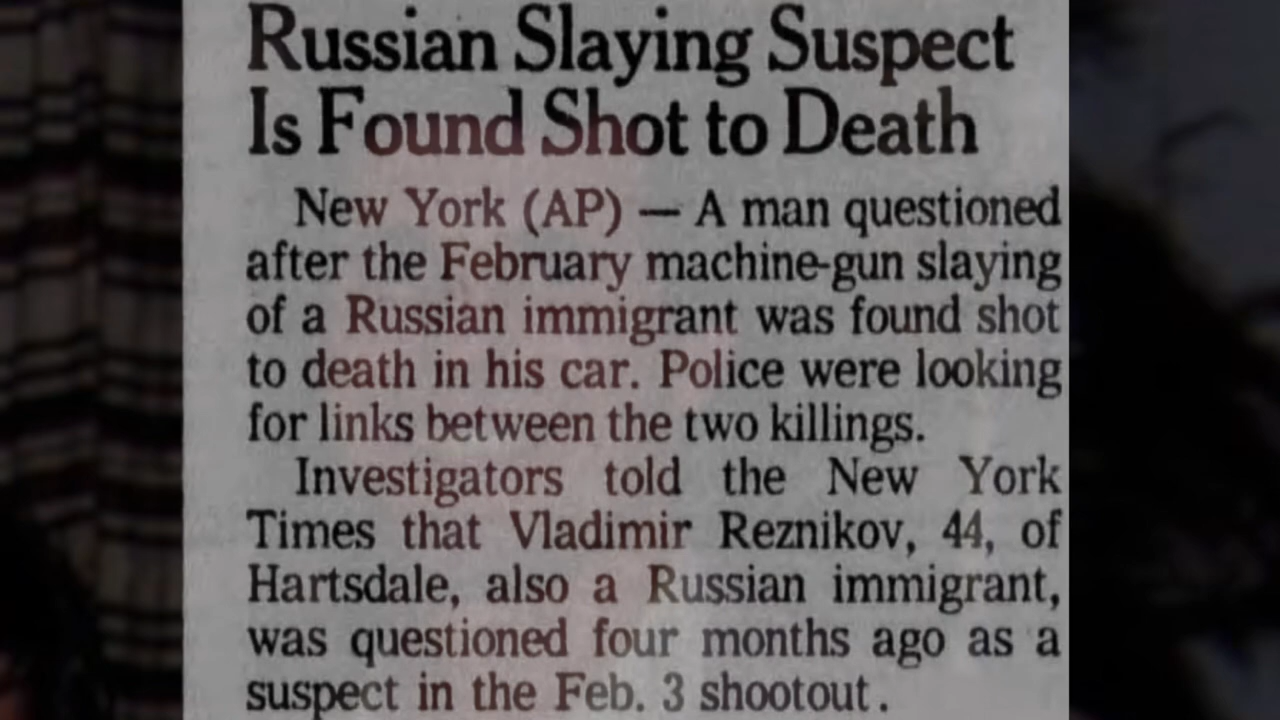 Russian Slaying Suspect
Is Found Shot to Death
New York (AP) — A man questioned
after the February machine-gun slaying
of a Russian immigrant was found shot
to death in his car. Police were looking
for links between the two killings.
Investigators told the New York
Times that Vladimir Reznikov, 44, of
Hartsdale, also a Russian immigrant,
was questioned four months ago as a
suspect in the Feb. 3 shootout.